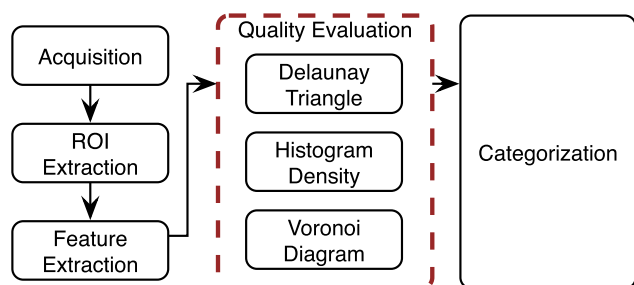 Acquisition
ROI
Extraction
Feature
Extraction
Quality Evaluation
Delaunay
Triangle
Histogram
Density
Voronoi
Diagram
Categorization